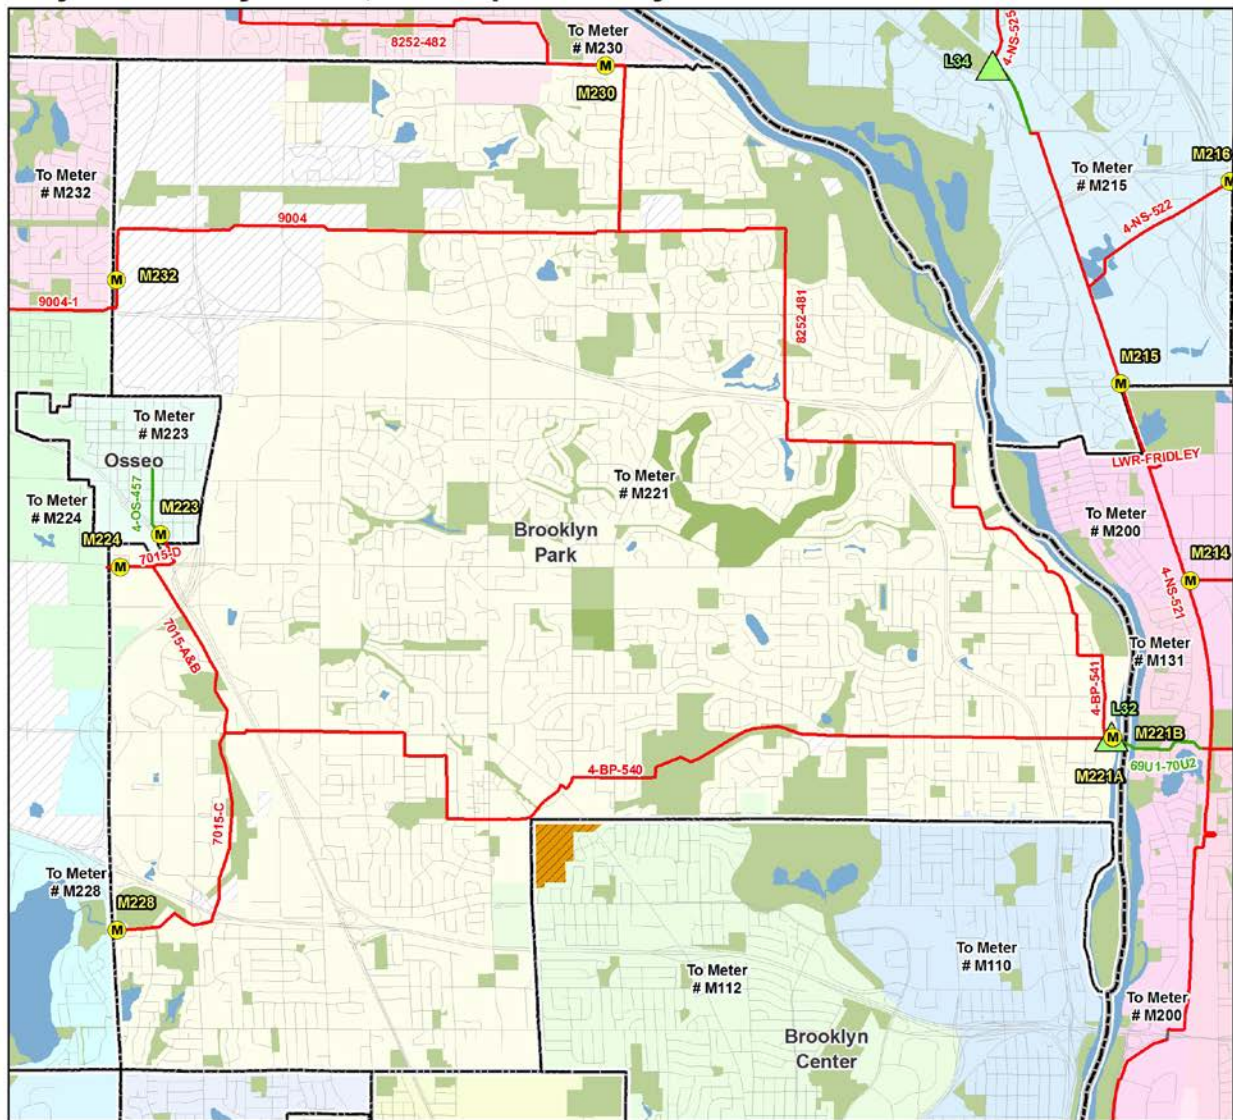 8252-482
To Meter
# M230
M
M230
L34
4-NS-525
To Meter
# M215
M216
M
4-NS-522
To Meter
# M232
9004
M
M232
9004-1
8252-481
M215
M
To Meter
# M223
Osseo
LWR-FRIDLEY
To Meter
# M224
4-OS-457
M223
M
M224
M
7015-D
To Meter
# M221
Brooklyn
Park
To Meter
# M200
M214
M
4-NS-521
7015-A&B
To Meter
# M131
4-BP-541
L32
M
M221B
M221A
69U1-70U2
4-BP-540
7015-C
To Meter
# M228
M228
M
To Meter
# M112
To Meter
# M110
To Meter
# M200
Brooklyn
Center